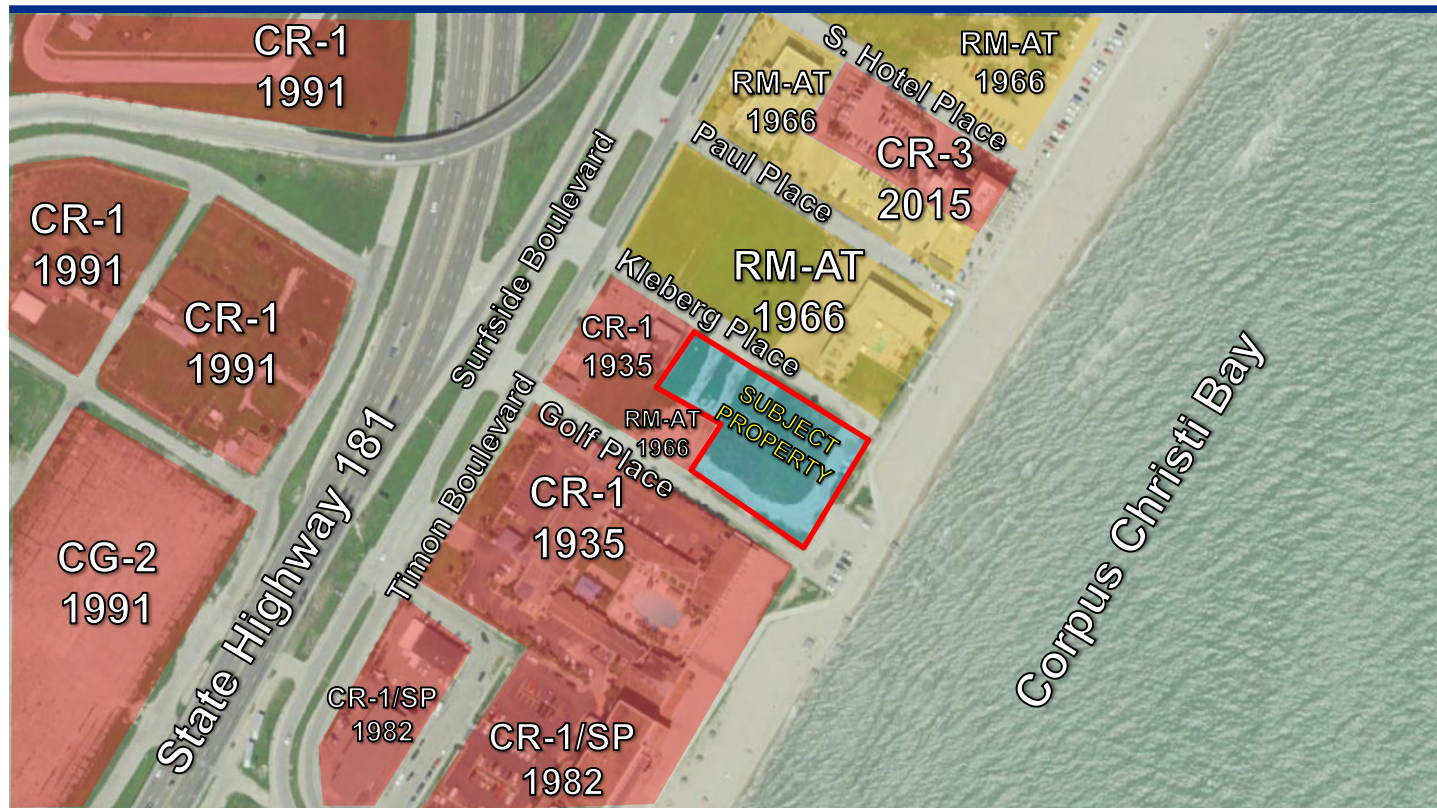 CR-1
1991
S. Hotel Place
RM-AT
1966
RM-AT
1966
CR-3
2015
Paul Place
Surfside Boulevard
CR-1
1991
CR-1
1991
RM-AT
1966
Kleberg Place
CR-1
1935
SUBJECT
PROPERTY
RM-AT
1966
Golf Place
Timon Boulevard
State Highway 181
CR-1
1935
Corpus Christi Bay
CG-2
1991
CR-1/SP
1982
CR-1/SP
1982